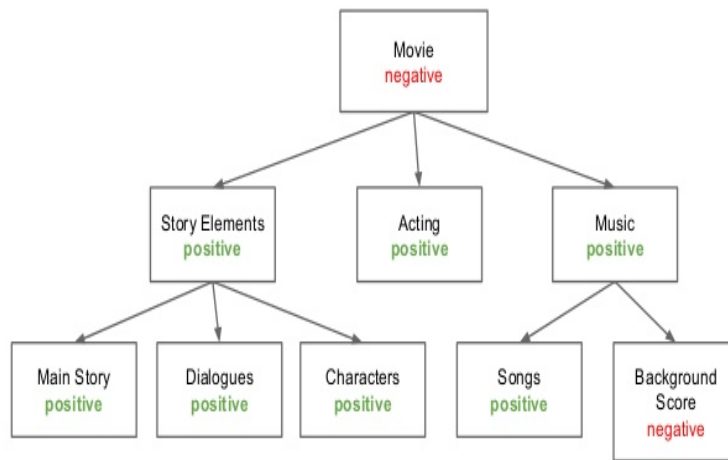 Movie
negative
Story Elements
positive
Acting
positive
Music
positive
Main Story
positive
Dialogues
positive
Characters
positive
Songs
positive
Background
Score
negative